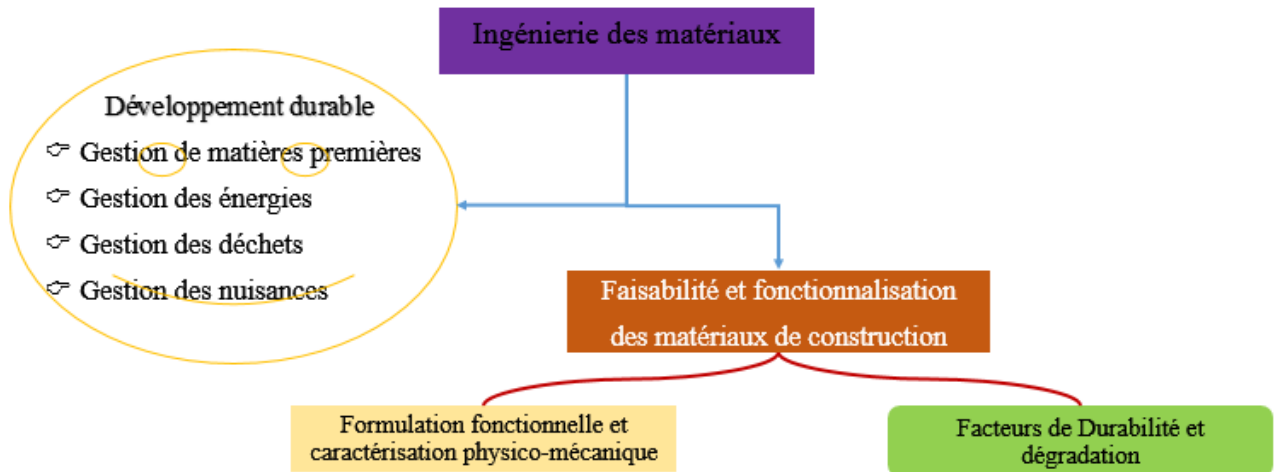 Ingénierie des matériaux
Développement durable
Gestion de matières premières
Gestion des énergies
Gestion des déchets
Gestion des nuisances
Faisabilité et fonctionnalisation
des matériaux de construction
Formulation fonctionnelle et
caractérisation physico-mécanique
Facteurs de Durabilité et
dégradation